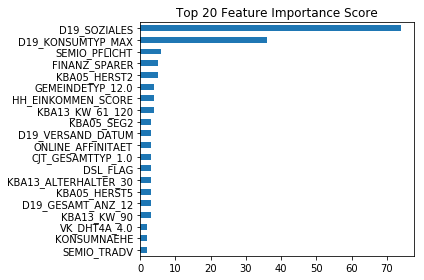 Top 20 Feature Importance Score
D19_SOZIALES
D19_KONSUMTYP_MAX
SEMIO_PFLICHT
FINANZ_SPARER
KBA05_HERST2
GEMEINDETYP_12.0
HH_EINKOMMEN_SCORE
KBA13_KW_61_120
KBA05_SEG2
D19_VERSAND_DATUM
ONLINE_AFFINITAET
CJT_GESAMTTYP_1.0
DSL_FLAG
KBA13_ALTERHALTER_30
KBA05_HERST5
D19_GESAMT_ANZ_12
KBA13_KW_90
VK_DHT4A_4.0
KONSUMNAEHE
SEMIO_TRADV
0 10 20 30 40 50 60 70